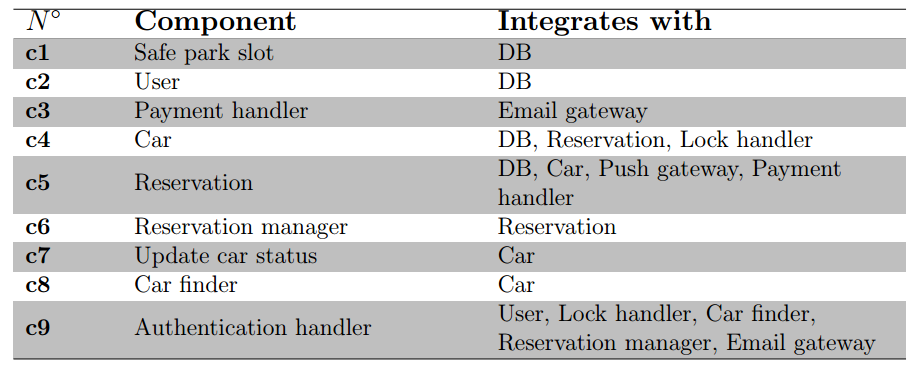 N° Component Integrates with
c1 Safe park slot DB
c2 User DB
c3 Payment handler Email gateway
c4 Car DB, Reservation, Lock handler
c5 Reservation DB, Car, Push gateway, Payment
handler
c6 Reservation manager Reservation
c7 Update car status Car
c8 Car finder Car
c9 Authentication handler User, Lock handler, Car finder,
Reservation manager, Email gateway